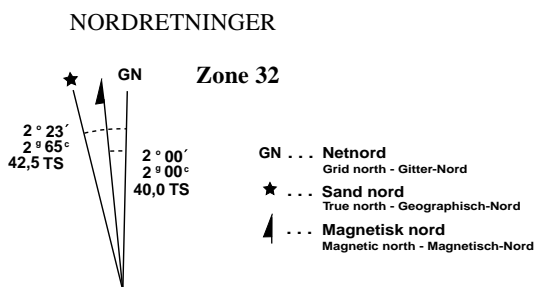 NORDRETNINGER
GN
Zone 32
2 ° 23´
2 ᵍ 65ᶜ
42,5 TS
2 ° 00´
2 ᵍ 00ᶜ
40,0 TS
GN . . . Netnord
Grid north - Gitter-Nord
★ . . . Sand nord
True north - Geographisch-Nord
. . . Magnetisk nord
Magnetic north - Magnetisch-Nord